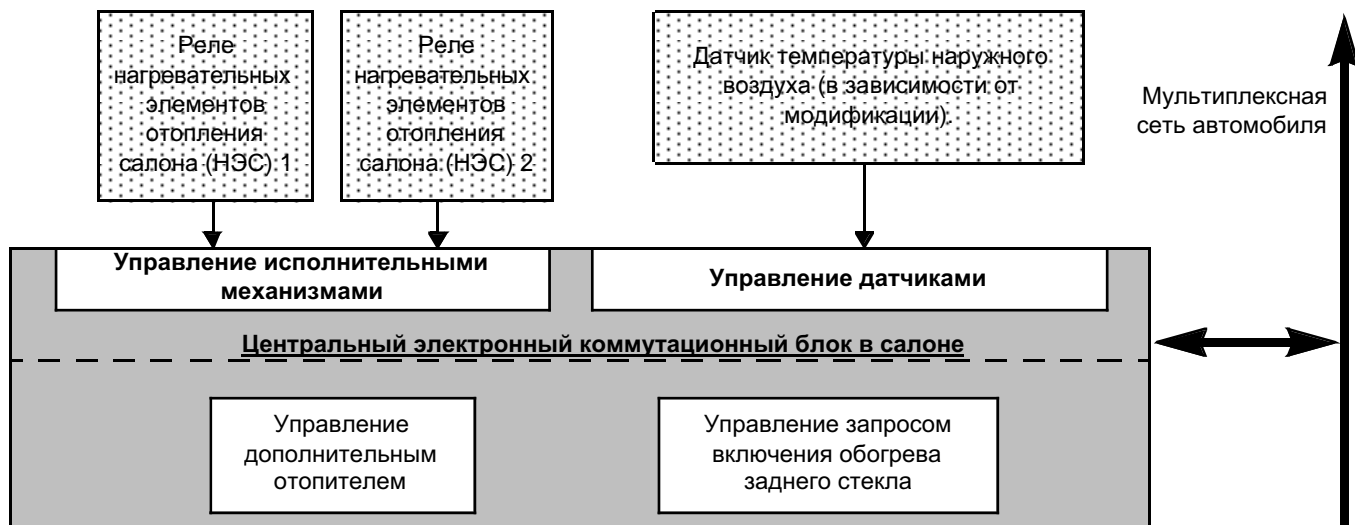 Реле
нагревательных
элементов
отопления
салона (НЭС) 1
Реле
нагревательных
элементов
отопления
салона (НЭС) 2
Датчик температуры наружного
воздуха (в зависимости от
модификации).
Мультиплексная
сеть автомобиля
Управление исполнительными
механизмами
Управление датчиками
Центральный электронный коммутационный блок в салоне
Управление
дополнительным
отопителем
Управление запросом
включения обогрева
заднего стекла